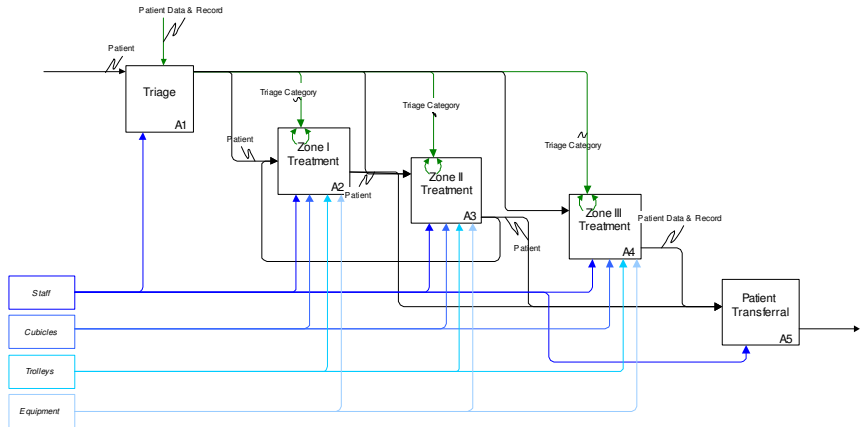 Patient Data & Record
Patient
Triage
A1
Triage Category
Triage Category
Triage Category
Patient
Zone I
Treatment
A2
Patient
Zone II
Treatment
A3
Patient
Zone III
Treatment
A4
Patient Data & Record
Staff
Cubicles
Trolleys
Equipment
Patient
Transferral
A5